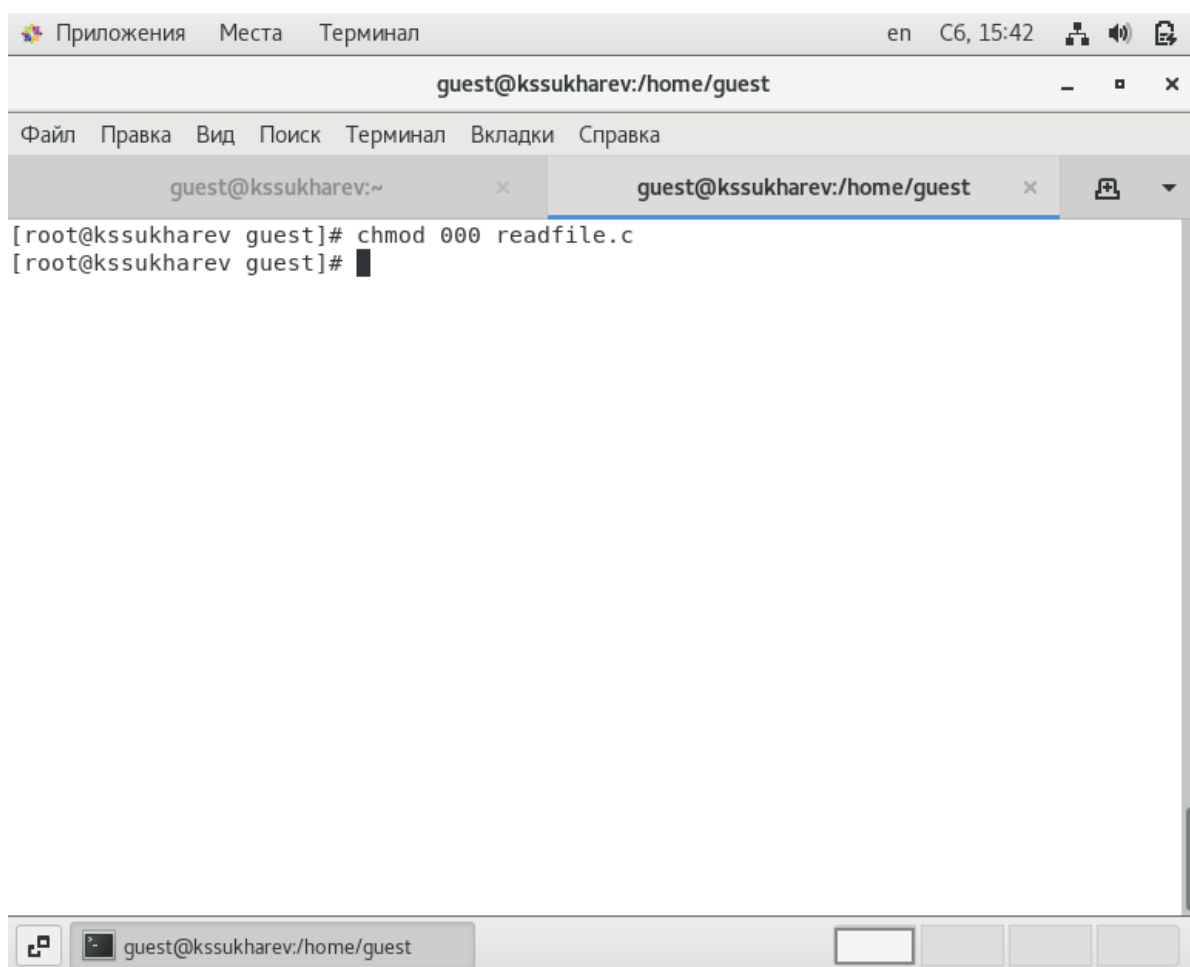 Приложения Места Терминал en Сб, 15:42
guest@kssukharev:/home/guest
Файл Правка Вид Поиск Терминал Вкладки Справка
guest@kssukharev:~ guest@kssukharev:/home/guest
[root@kssukharev guest]# chmod 000 readfile.c
[root@kssukharev guest]#
guest@kssukharev:/home/guest